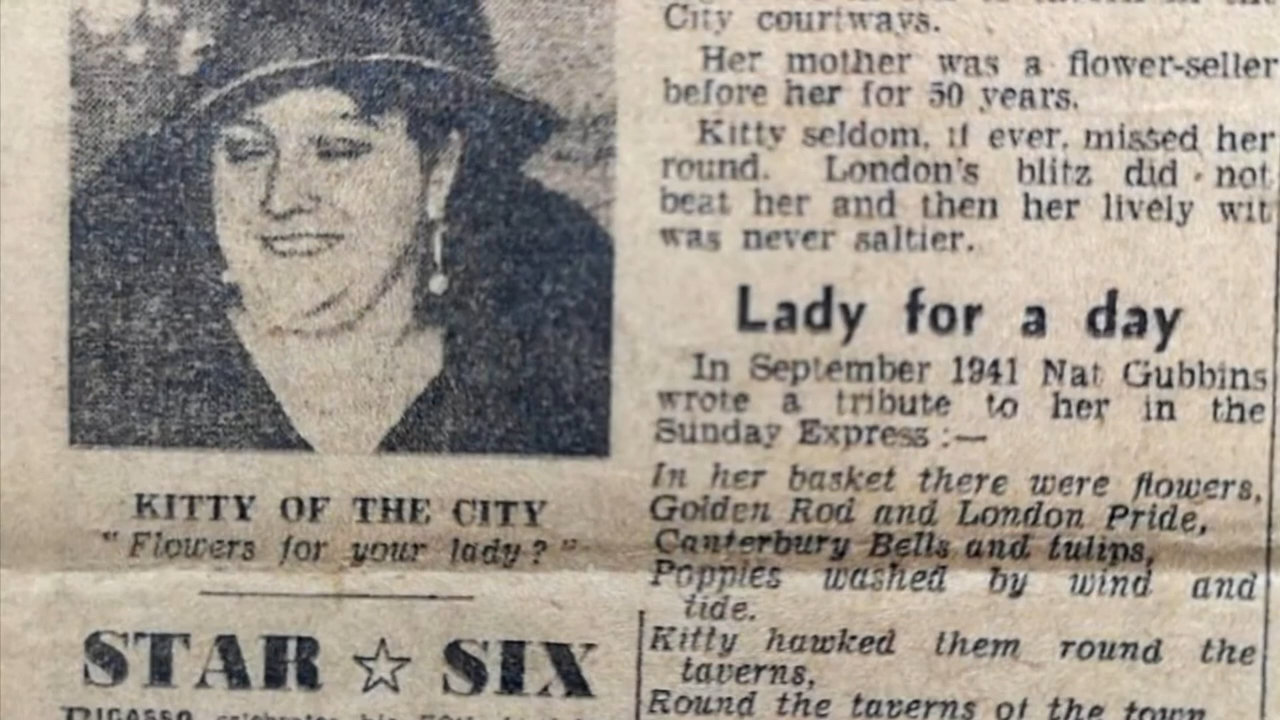 City courtways.
Her mother was a flower-seller
before her for 50 years.
Kitty seldom, if ever, missed her
round. London's blitz did not
beat her and then her lively wit
was never saltier.
Lady for a day
In September 1941 Nat Gubbins
wrote a tribute to her in the
Sunday Express :—
In her basket there were flowers,
Golden Rod and London Pride,
Canterbury Bells and tulips,
Poppies washed by wind and
tide.
Kitty hawked them round the
taverns,
Round the taverns of the town
KITTY OF THE CITY
"Flowers for your lady?"
STAR ☆ SIX
PICASSO celebrates his